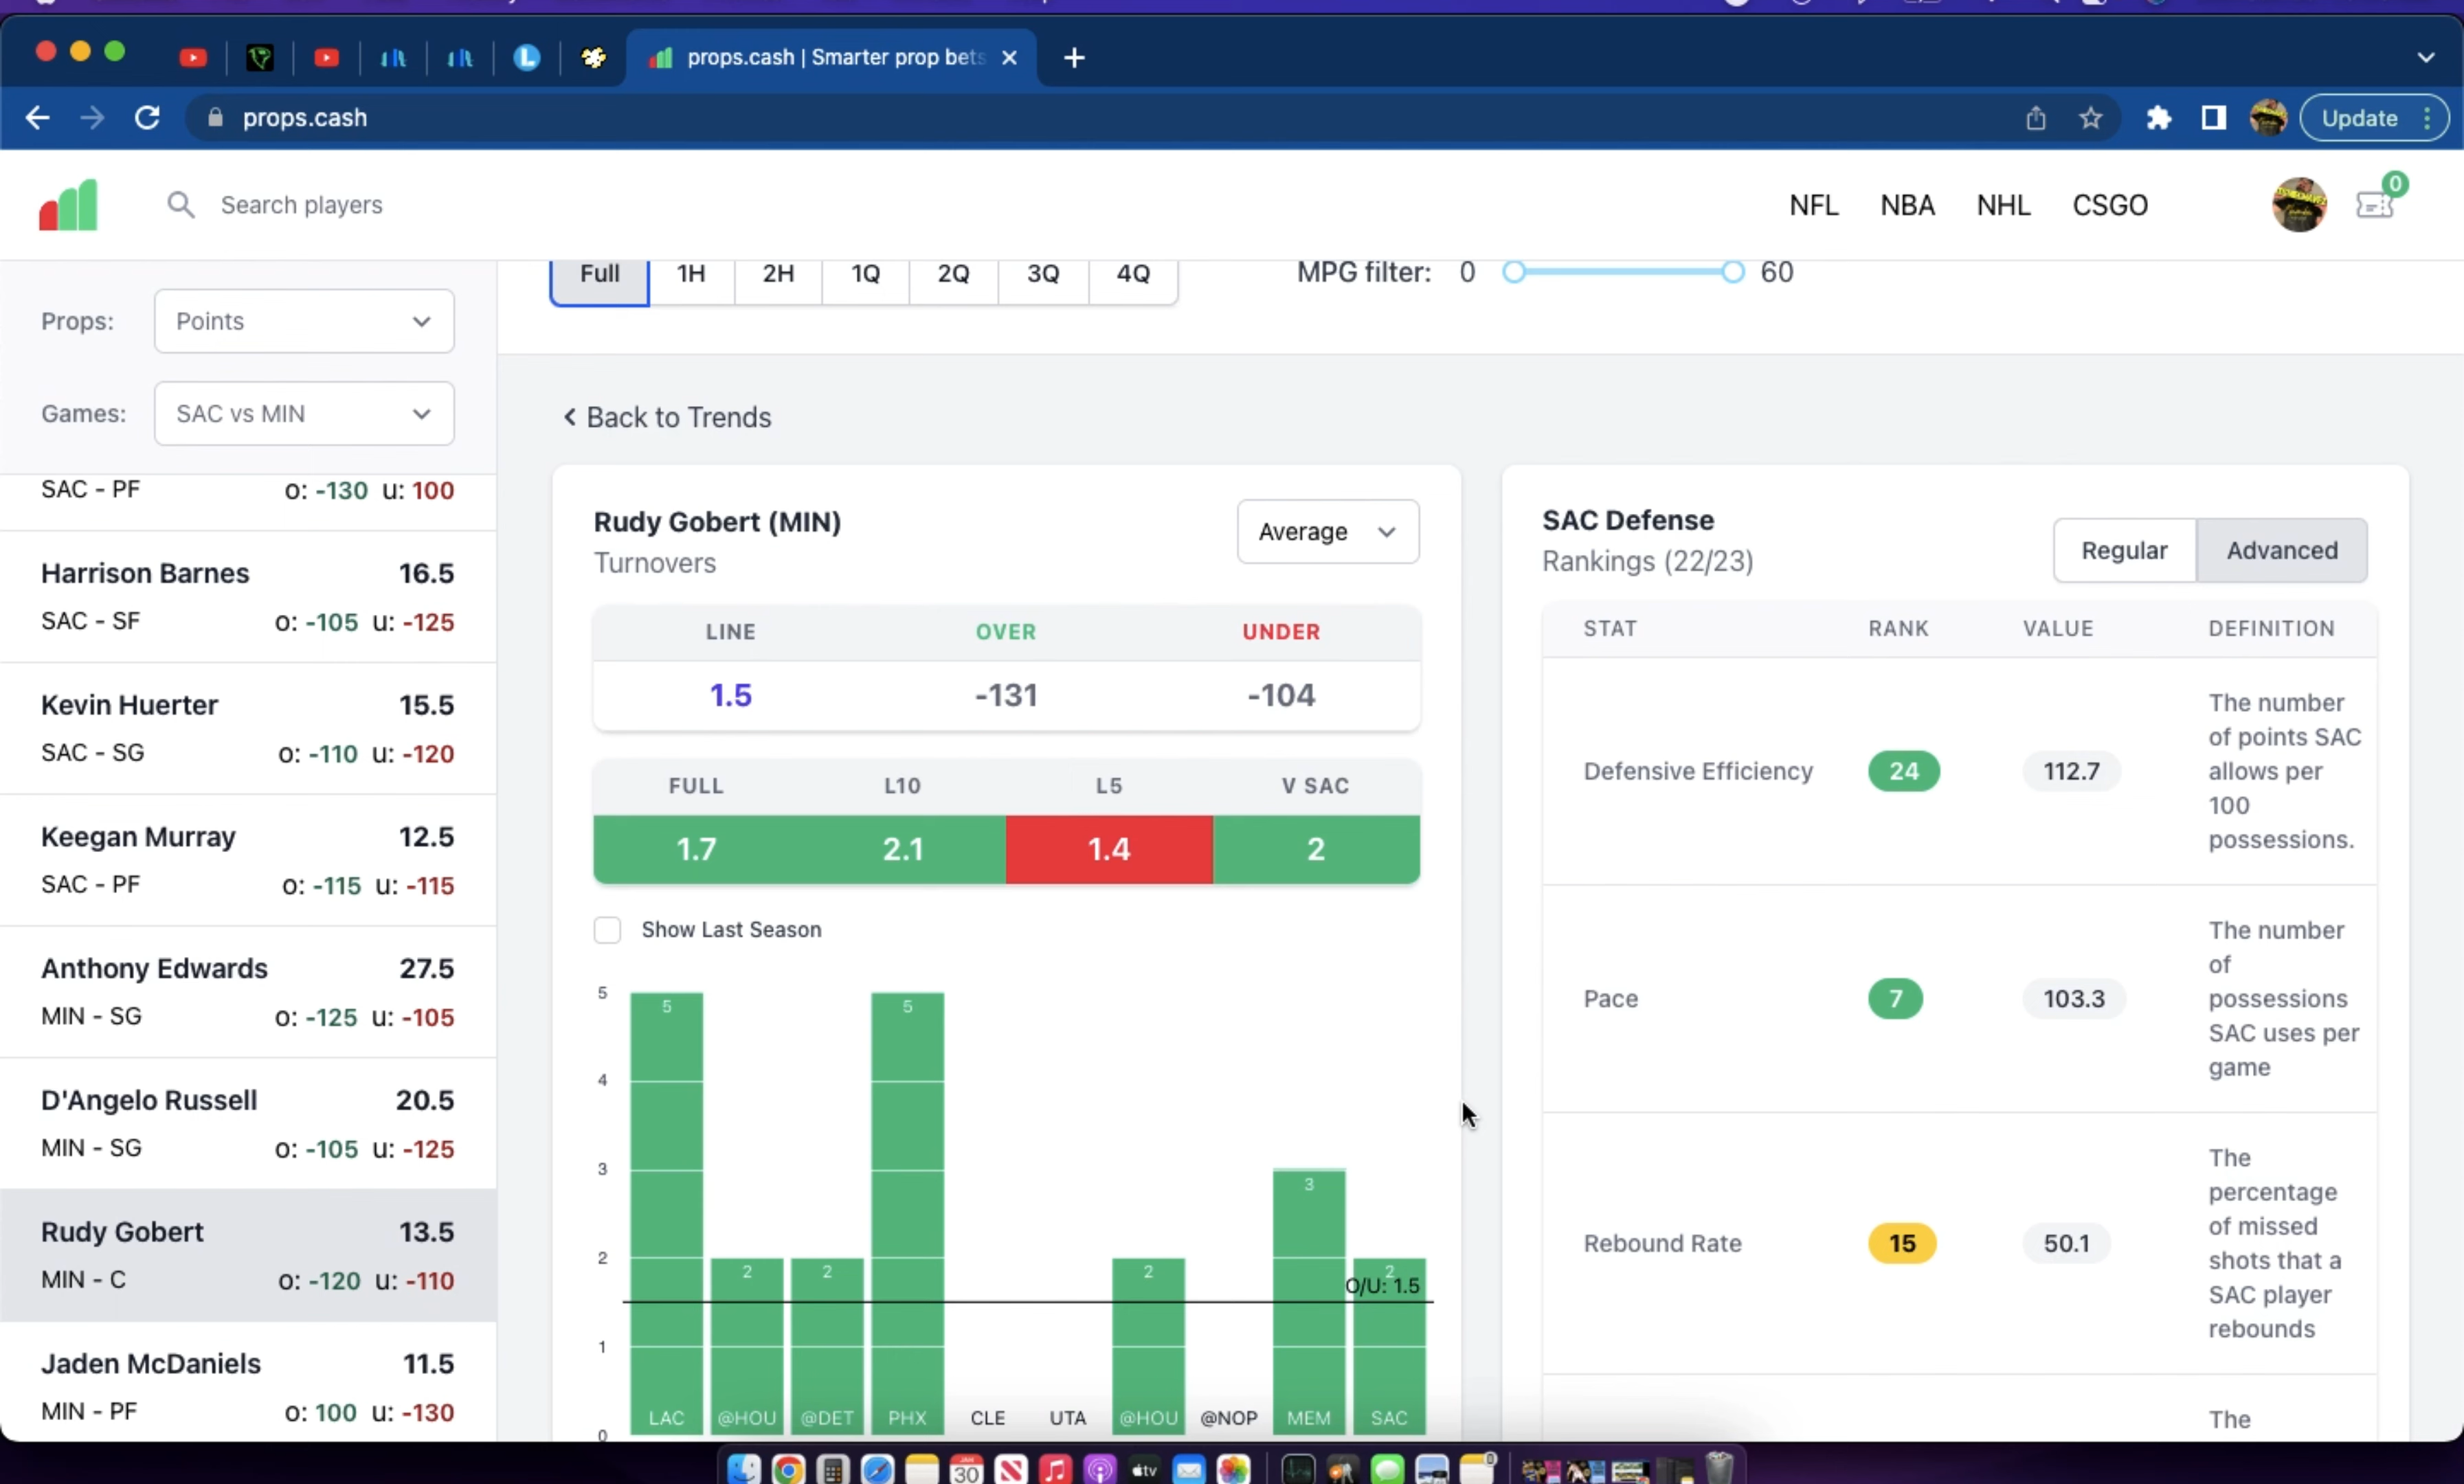 props.cash | Smarter prop bets
props.cash
Update
Search players
NFL NBA NHL CSGO
0
Full 1H 2H 1Q 2Q 3Q 4Q
MPG filter: 0 60
Props: Points
Games: SAC vs MIN
SAC - PF o: -130 u: 100
Harrison Barnes 16.5
SAC - SF o: -105 u: -125
Kevin Huerter 15.5
SAC - SG o: -110 u: -120
Keegan Murray 12.5
SAC - PF o: -115 u: -115
Anthony Edwards 27.5
MIN - SG o: -125 u: -105
D'Angelo Russell 20.5
MIN - SG o: -105 u: -125
Rudy Gobert 13.5
MIN - C o: -120 u: -110
Jaden McDaniels 11.5
MIN - PF o: 100 u: -130
Back to Trends
Rudy Gobert (MIN)
Turnovers
Average
LINE OVER UNDER
1.5 -131 -104
FULL L10 L5 V SAC
1.7 2.1 1.4 2
Show Last Season
5
4
3
2
1
0
5 2 2 5 2 3 2
O/U: 1.5
LAC @HOU @DET PHX CLE UTA @HOU @NOP MEM SAC
SAC Defense
Rankings (22/23)
Regular Advanced
STAT RANK VALUE DEFINITION
Defensive Efficiency 24 112.7
The number
of points SAC
allows per
100
possessions.
Pace 7 103.3
The number
of
possessions
SAC uses per
game
Rebound Rate 15 50.1
The
percentage
of missed
shots that a
SAC player
rebounds
The
JAN
30
tv